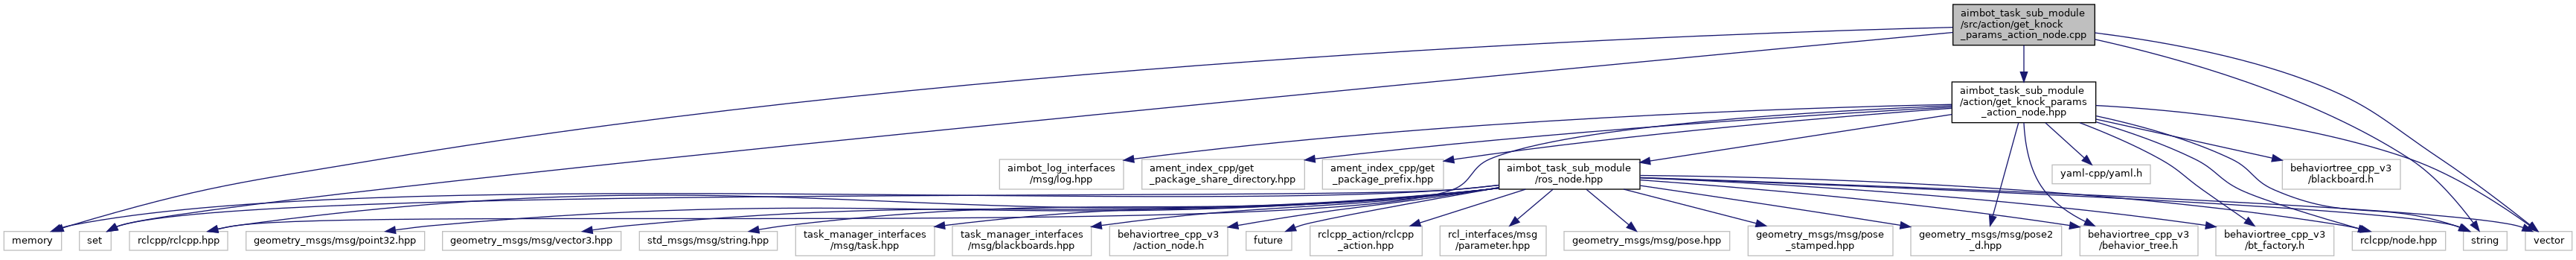 aimbot_task_sub_module
/src/action/get_knock
_params_action_node.cpp
aimbot_task_sub_module
/action/get_knock_params
_action_node.hpp
aimbot_log_interfaces
/msg/log.hpp
ament_index_cpp/get
_package_share_directory.hpp
ament_index_cpp/get
_package_prefix.hpp
aimbot_task_sub_module
/ros_node.hpp
yaml-cpp/yaml.h
behaviortree_cpp_v3
/blackboard.h
memory
set
rclcpp/rclcpp.hpp
geometry_msgs/msg/point32.hpp
geometry_msgs/msg/vector3.hpp
std_msgs/msg/string.hpp
task_manager_interfaces
/msg/task.hpp
task_manager_interfaces
/msg/blackboards.hpp
behaviortree_cpp_v3
/action_node.h
future
rclcpp_action/rclcpp
_action.hpp
rcl_interfaces/msg
/parameter.hpp
geometry_msgs/msg/pose.hpp
geometry_msgs/msg/pose
_stamped.hpp
geometry_msgs/msg/pose2
_d.hpp
behaviortree_cpp_v3
/behavior_tree.h
behaviortree_cpp_v3
/bt_factory.h
rclcpp/node.hpp
string
vector